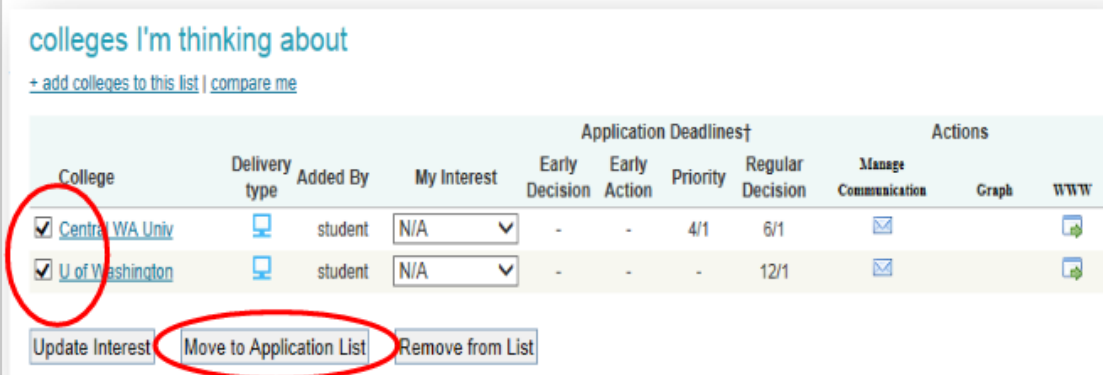 colleges I'm thinking about
+ add colleges to this list | compare me
Application Deadlines† Actions
College Delivery type Added By My Interest Early Decision Early Action Priority Regular Decision Manage Communication Graph WWW
Central WA Univ student N/A - - 4/1 6/1
U of Washington student N/A - - - 12/1
Update Interest Move to Application List Remove from List